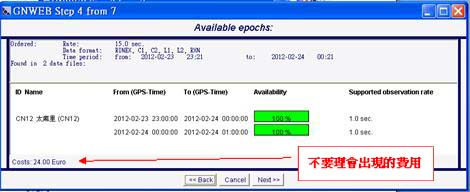 GNWEB Step 4 from 7
Available epochs:
Ordered: Rate: 15.0 sec.
Data format: RINEX, C1, C2, L1, L2, RXN
Time period: from: 2012-02-23 23:21 to: 2012-02-24 00:21
Found in 2 data files:
ID Name From (GPS-Time) To (GPS-Time) Availability Supported observation rate
CN12 太麻里 (CN12) 2012-02-23 23:00:00 2012-02-24 00:00:00 100 % 1.0 sec.
2012-02-24 00:00:00 2012-02-24 01:00:00 100 % 1.0 sec.
Costs: 24.00 Euro
不要理會出現的費用
<< Back Cancel Next >>